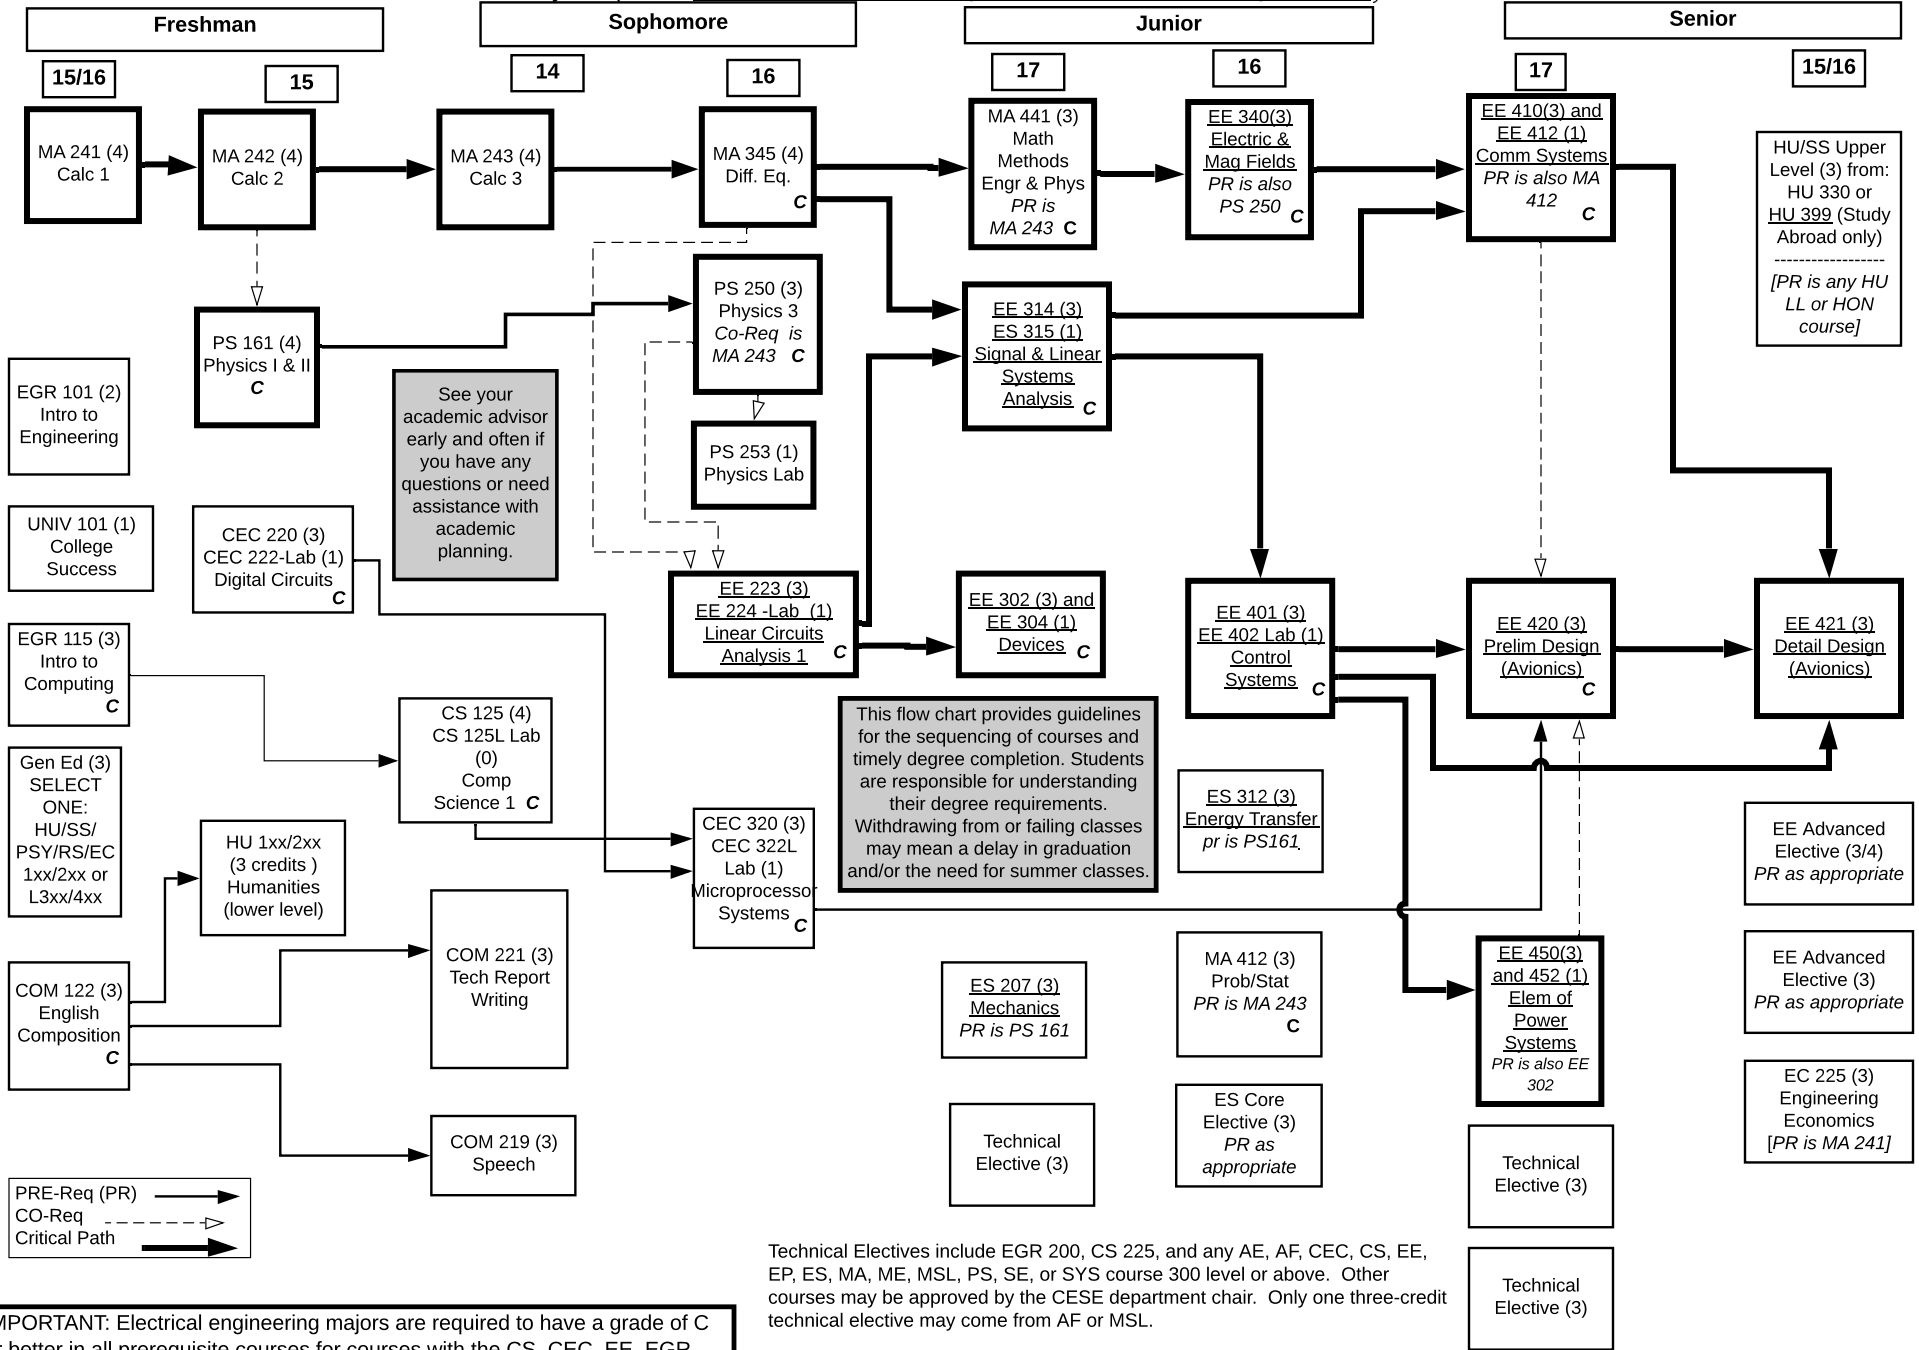 Freshman
Sophomore
Junior
Senior
15/16
15
14
16
17
16
17
15/16
MA 241 (4)
Calc 1
MA 242 (4)
Calc 2
MA 243 (4)
Calc 3
MA 345 (4)
Diff. Eq.
C
MA 441 (3)
Math
Methods
Engr & Phys
PR is
MA 243 C
EE 340(3)
Electric &
Mag Fields
PR is also
PS 250 C
EE 410(3) and
EE 412 (1)
Comm Systems
PR is also MA
412 C
HU/SS Upper
Level (3) from:
HU 330 or
HU 399 (Study
Abroad only)
------------------
[PR is any HU
LL or HON
course]
PS 161 (4)
Physics I & II
C
PS 250 (3)
Physics 3
Co-Req is
MA 243 C
EE 314 (3)
ES 315 (1)
Signal & Linear
Systems
Analysis C
EGR 101 (2)
Intro to
Engineering
See your
academic advisor
early and often if
you have any
questions or need
assistance with
academic
planning.
PS 253 (1)
Physics Lab
UNIV 101 (1)
College
Success
CEC 220 (3)
CEC 222-Lab (1)
Digital Circuits
C
EE 223 (3)
EE 224 -Lab (1)
Linear Circuits
Analysis 1 C
EE 302 (3) and
EE 304 (1)
Devices C
EE 401 (3)
EE 402 Lab (1)
Control
Systems C
EE 420 (3)
Prelim Design
(Avionics)
C
EE 421 (3)
Detail Design
(Avionics)
EGR 115 (3)
Intro to
Computing
C
CS 125 (4)
CS 125L Lab
(0)
Comp
Science 1 C
This flow chart provides guidelines
for the sequencing of courses and
timely degree completion. Students
are responsible for understanding
their degree requirements.
Withdrawing from or failing classes
may mean a delay in graduation
and/or the need for summer classes.
Gen Ed (3)
SELECT
ONE:
HU/SS/
PSY/RS/EC
1xx/2xx or
L3xx/4xx
HU 1xx/2xx
(3 credits )
Humanities
(lower level)
CEC 320 (3)
CEC 322L
Lab (1)
Microprocessor
Systems
C
ES 312 (3)
Energy Transfer
pr is PS161.
EE Advanced
Elective (3/4)
PR as appropriate
COM 221 (3)
Tech Report
Writing
COM 122 (3)
English
Composition
C
ES 207 (3)
Mechanics
PR is PS 161
MA 412 (3)
Prob/Stat
PR is MA 243
C
EE 450(3)
and 452 (1)
Elem of
Power
Systems
PR is also EE
302
EE Advanced
Elective (3)
PR as appropriate
COM 219 (3)
Speech
Technical
Elective (3)
ES Core
Elective (3)
PR as
appropriate
Technical
Elective (3)
EC 225 (3)
Engineering
Economics
[PR is MA 241]
PRE-Req (PR)
CO-Req
Critical Path
Technical Electives include EGR 200, CS 225, and any AE, AF, CEC, CS, EE,
EP, ES, MA, ME, MSL, PS, SE, or SYS course 300 level or above. Other
courses may be approved by the CESE department chair. Only one three-credit
technical elective may come from AF or MSL.
Technical
Elective (3)
MPORTANT: Electrical engineering majors are required to have a grade of C
better in all prerequisite courses for courses with the CS, CEC, EE, EGR